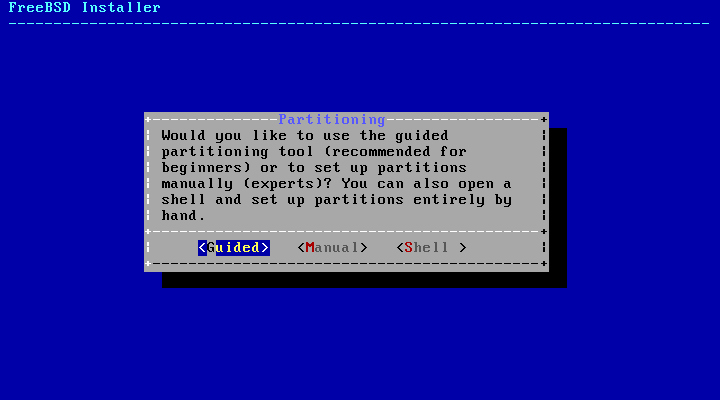 FreeBSD Installer
Partitioning
Would you like to use the guided
partitioning tool (recommended for
beginners) or to set up partitions
manually (experts)? You can also open a
shell and set up partitions entirely by
hand.
<Guided> <Manual> <Shell >